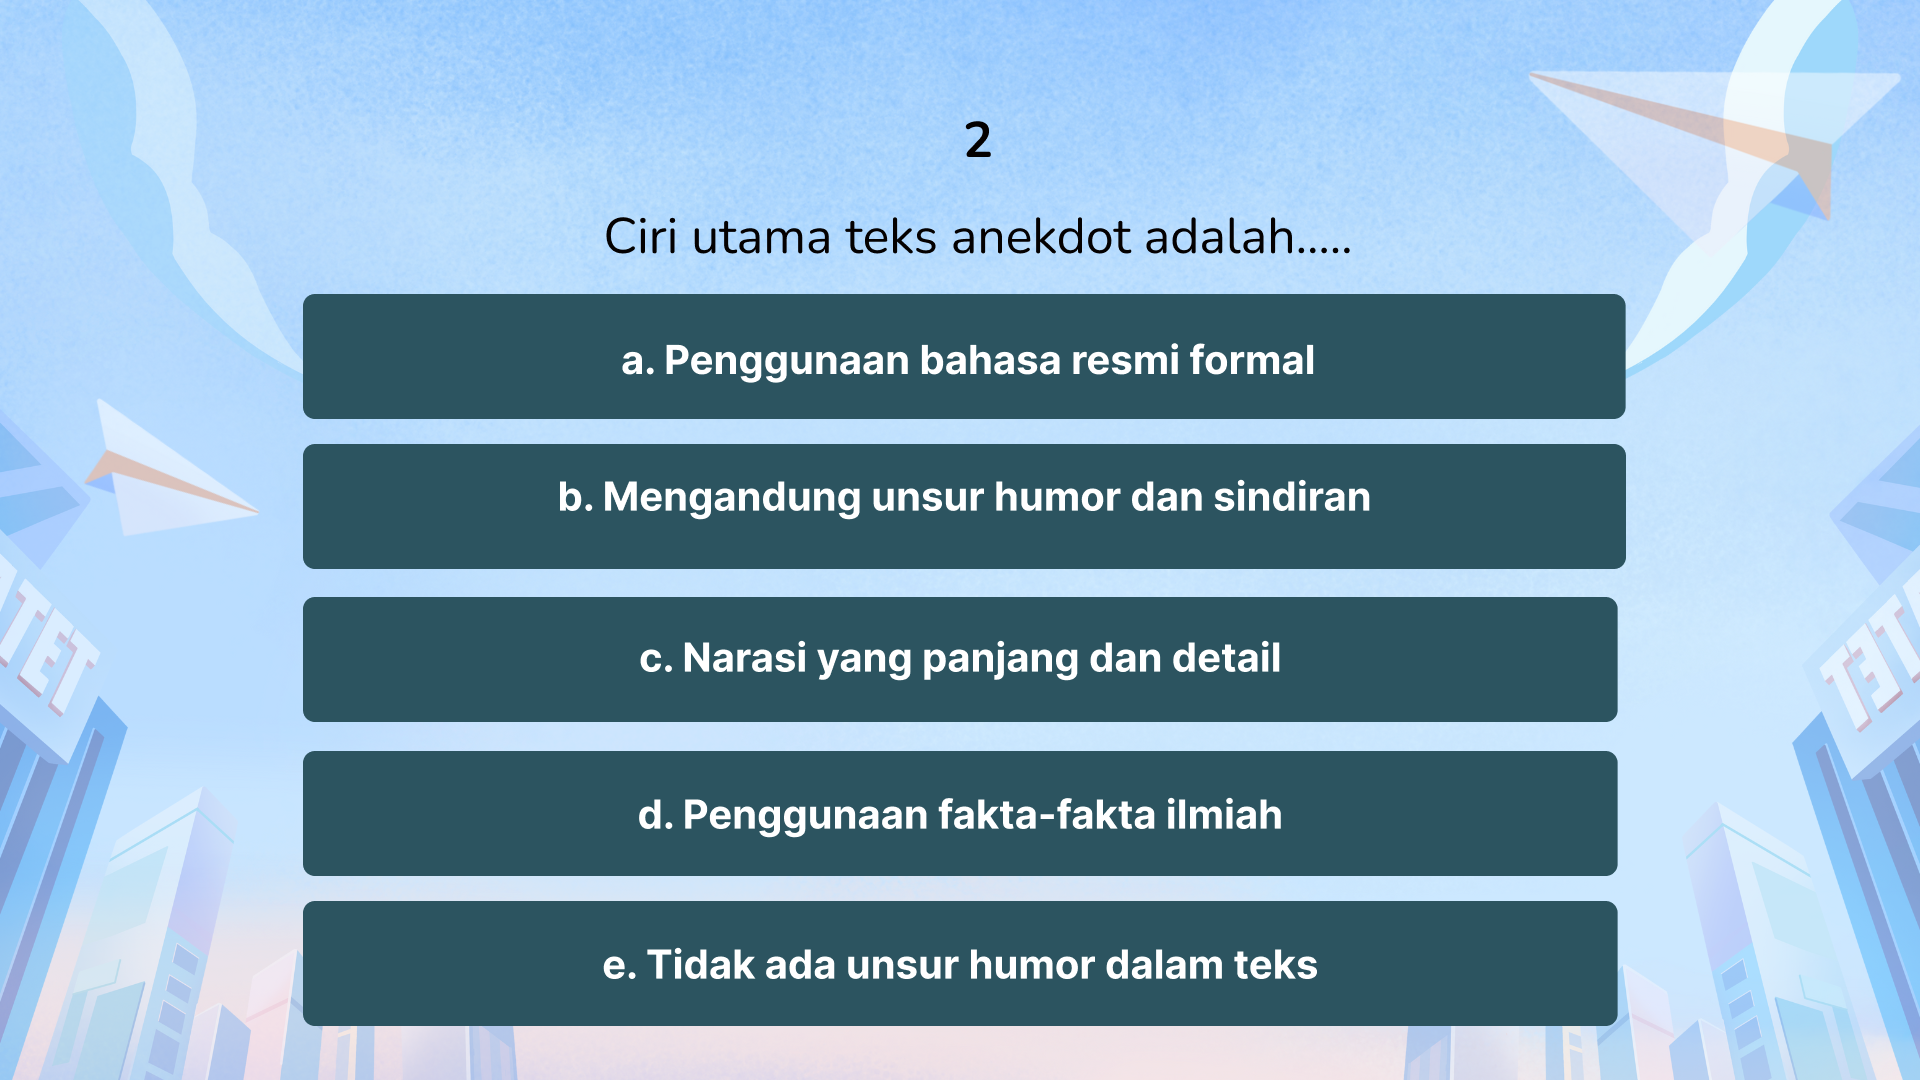 2
Ciri utama teks anekdot adalah.....
a. Penggunaan bahasa resmi formal
b. Mengandung unsur humor dan sindiran
c. Narasi yang panjang dan detail
d. Penggunaan fakta-fakta ilmiah
e. Tidak ada unsur humor dalam teks